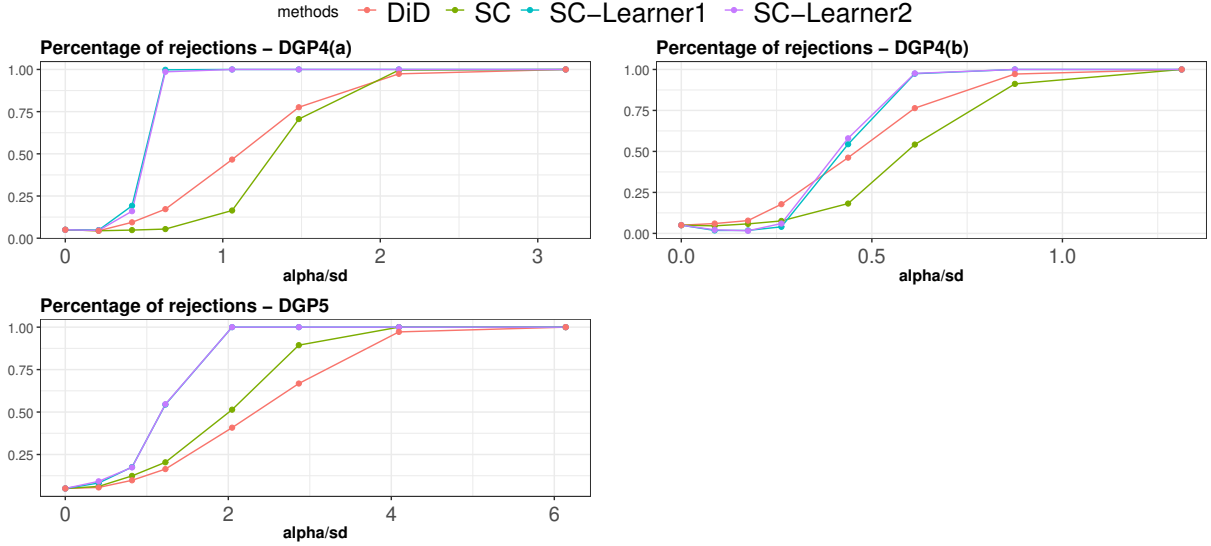 methods DiD SC SC−Learner1 SC−Learner2
Percentage of rejections − DGP4(a)
1.00
0.75
0.50
0.25
0.00
0 1 2 3
alpha/sd
Percentage of rejections − DGP4(b)
1.00
0.75
0.50
0.25
0.00
0.0 0.5 1.0
alpha/sd
Percentage of rejections − DGP5
1.00
0.75
0.50
0.25
0 2 4 6
alpha/sd